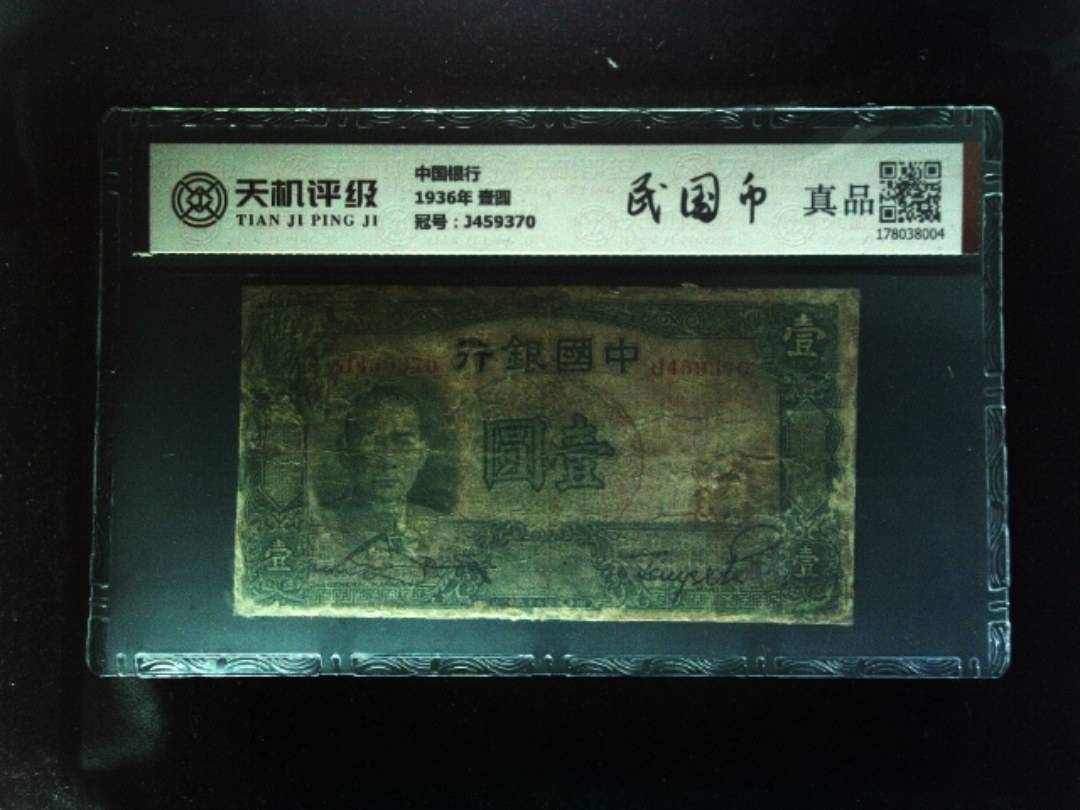 天机评级
TIAN JI PING JI
中国银行
1936年 壹圆
冠号：J459370
民国币
真品
178038004
行銀國中
J459370
J459370
壹
圓壹
壹
壹